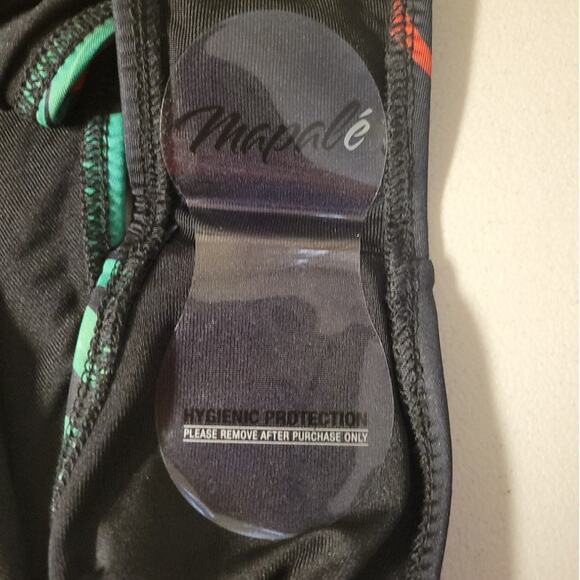 Mapalé
HYGIENIC PROTECTION
PLEASE REMOVE AFTER PURCHASE ONLY